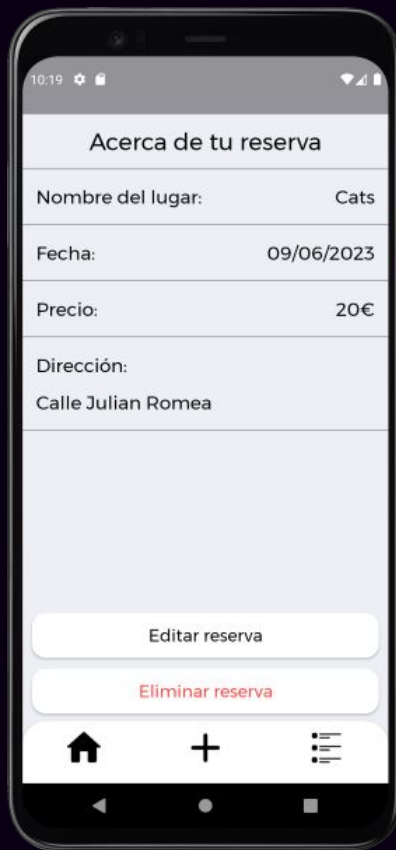 10:19
Acerca de tu reserva
Nombre del lugar: Cats
Fecha: 09/06/2023
Precio: 20€
Dirección:
Calle Julian Romea
Editar reserva
Eliminar reserva